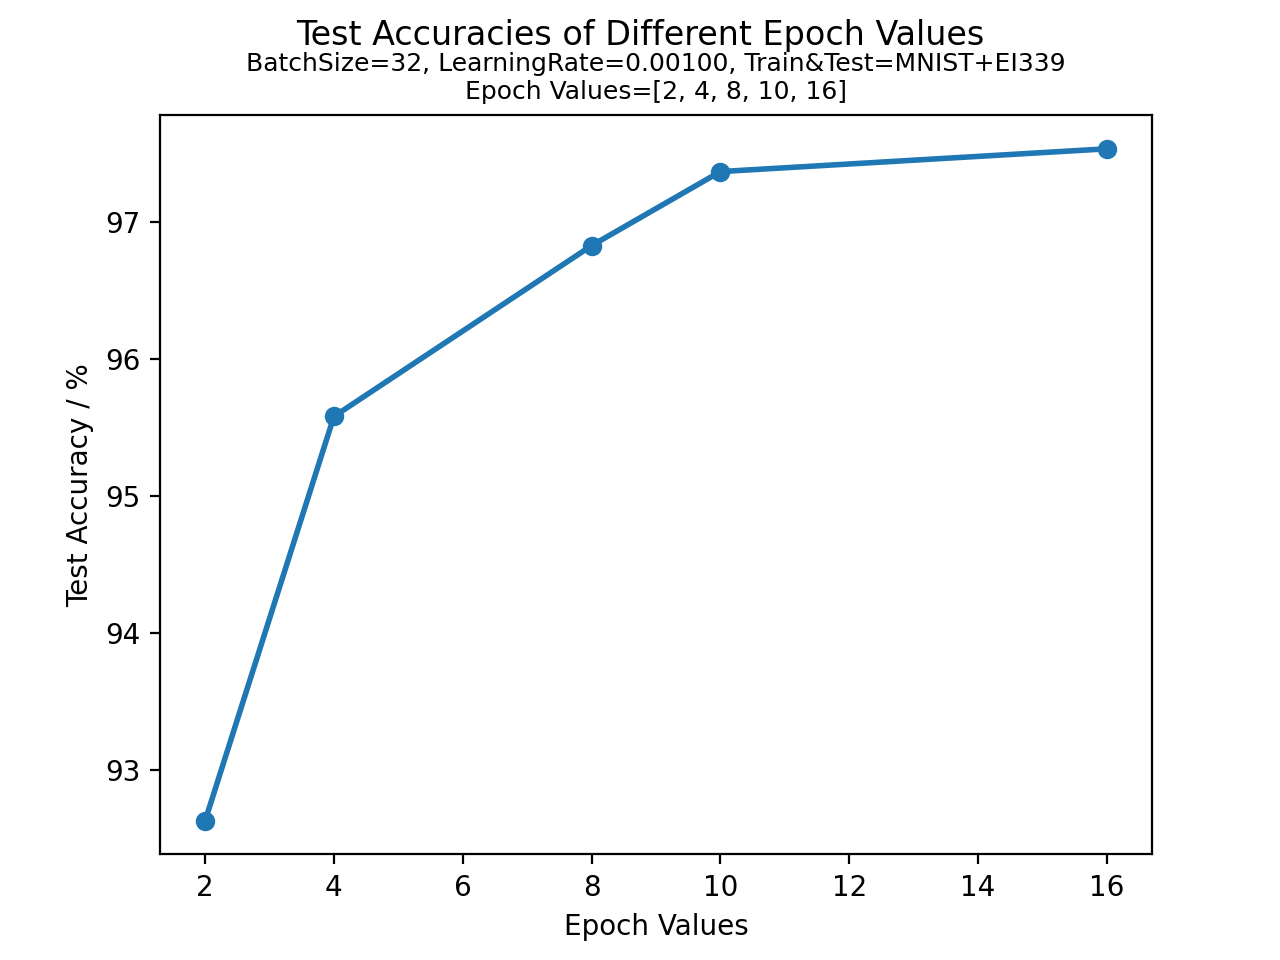 Test Accuracies of Different Epoch Values
BatchSize=32, LearningRate=0.00100, Train&Test=MNIST+EI339
Epoch Values=[2, 4, 8, 10, 16]
97
96
95
94
93
Test Accuracy / %
2 4 6 8 10 12 14 16
Epoch Values